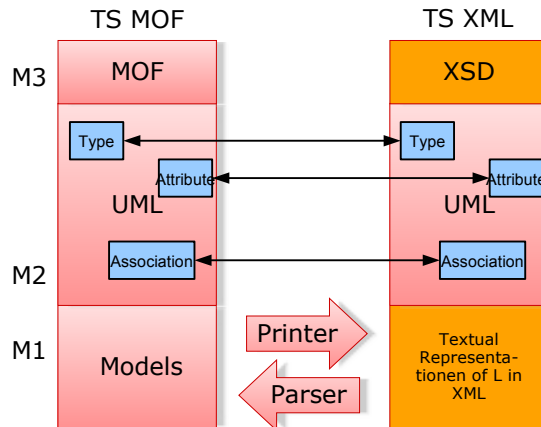 TS MOF
TS XML
M3
MOF
XSD
Type
Type
Attribute
Attribute
UML
UML
Association
Association
M2
M1
Printer
Models
Textual
Representa-
tionen of L in
XML
Parser